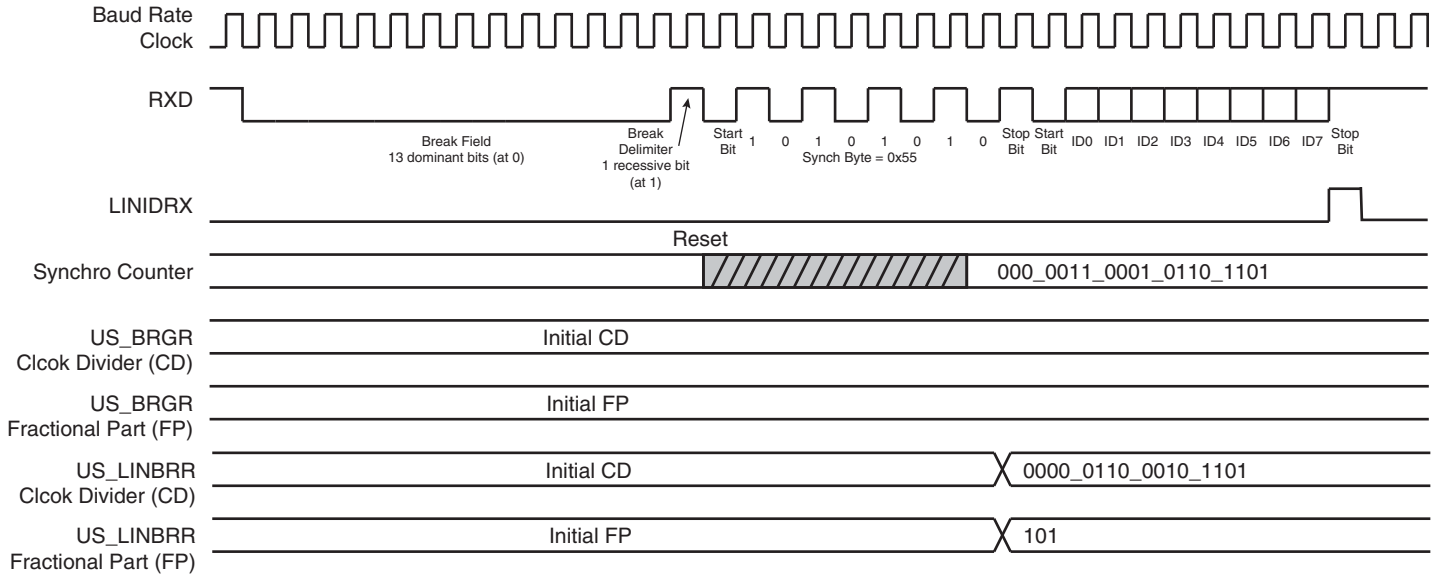 Baud Rate
Clock
RXD
Break Field
13 dominant bits (at 0)
Break
Delimiter
1 recessive bit
(at 1)
Start
Bit
1 0 1 0 1 0 1 0
Synch Byte = 0x55
Stop
Bit
Start
Bit
ID0 ID1 ID2 ID3 ID4 ID5 ID6 ID7
Stop
Bit
LINIDRX
Reset
Synchro Counter
000_0011_0001_0110_1101
US_BRGR
Clcok Divider (CD)
Initial CD
US_BRGR
Fractional Part (FP)
Initial FP
US_LINBRR
Clcok Divider (CD)
Initial CD
0000_0110_0010_1101
US_LINBRR
Fractional Part (FP)
Initial FP
101